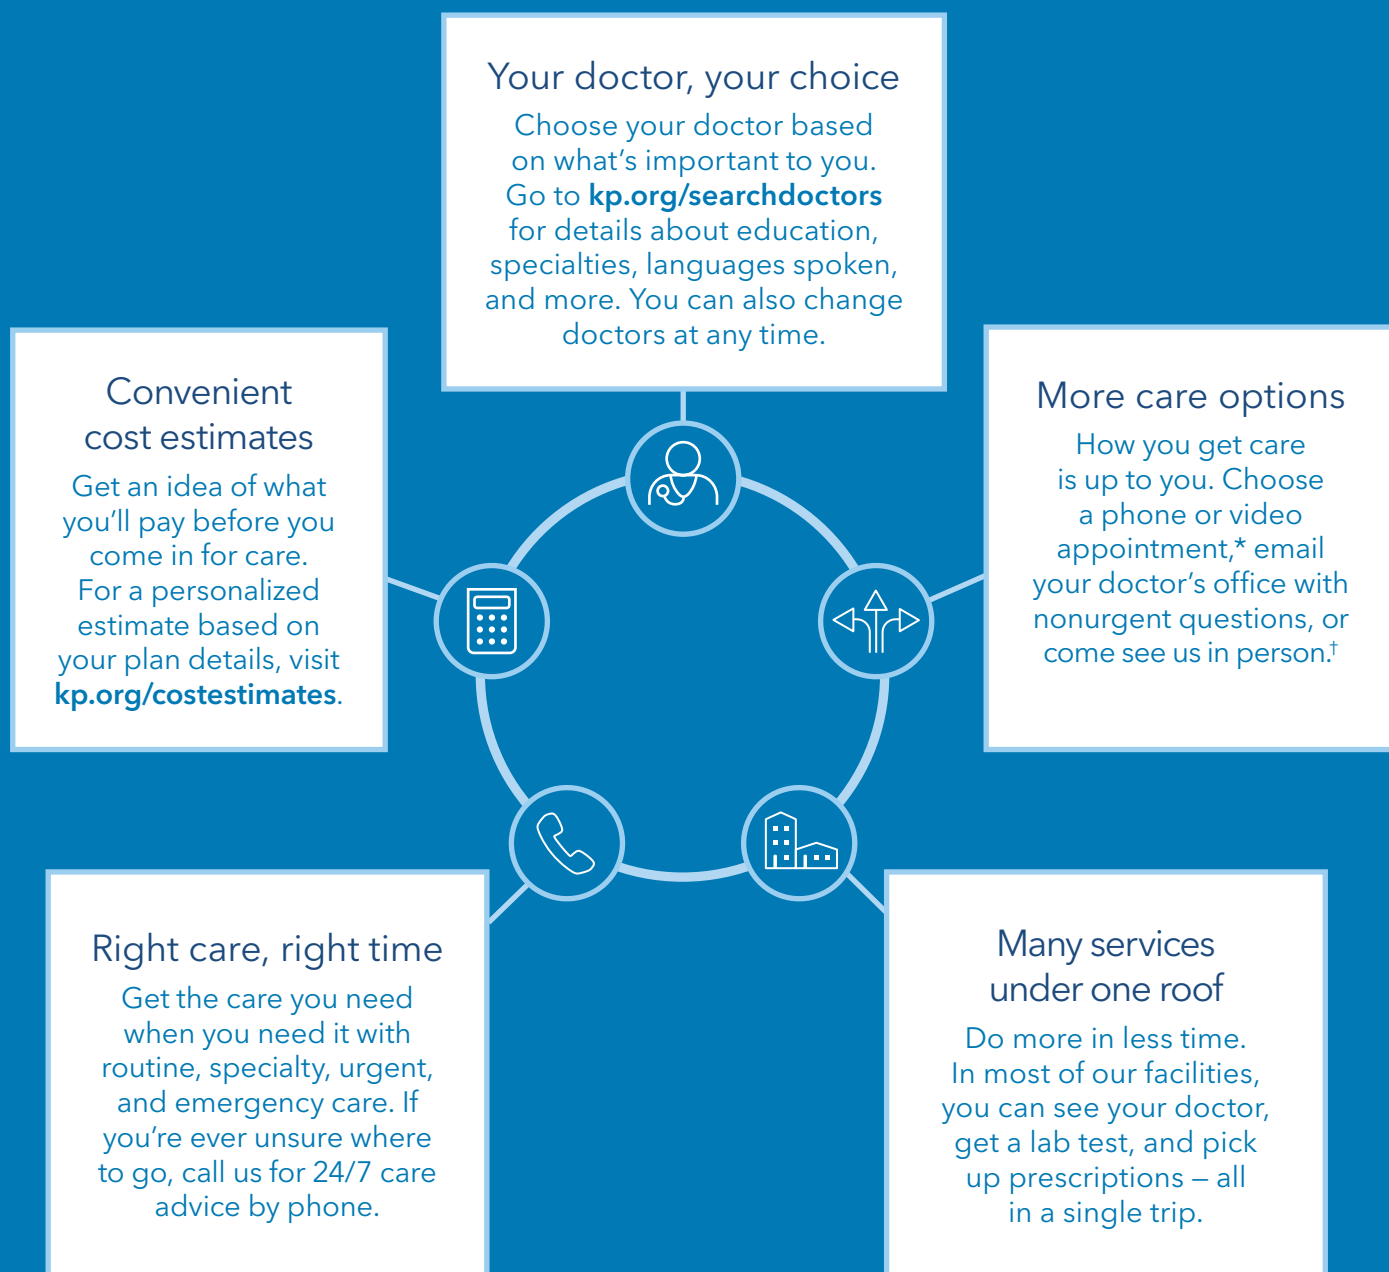 Your doctor, your choice
Choose your doctor based
on what’s important to you.
Go to kp.org/searchdoctors
for details about education,
specialties, languages spoken,
and more. You can also change
doctors at any time.
Convenient
cost estimates
Get an idea of what
you’ll pay before you
come in for care.
For a personalized
estimate based on
your plan details, visit
kp.org/costestimates.
More care options
How you get care
is up to you. Choose
a phone or video
appointment,* email
your doctor’s office with
nonurgent questions, or
come see us in person.†
Right care, right time
Get the care you need
when you need it with
routine, specialty, urgent,
and emergency care. If
you’re ever unsure where
to go, call us for 24/7 care
advice by phone.
Many services
under one roof
Do more in less time.
In most of our facilities,
you can see your doctor,
get a lab test, and pick
up prescriptions — all
in a single trip.